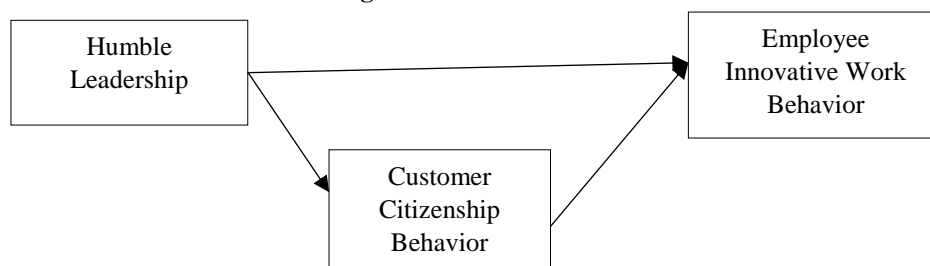 Humble
Leadership
Employee
Innovative Work
Behavior
Customer
Citizenship
Behavior